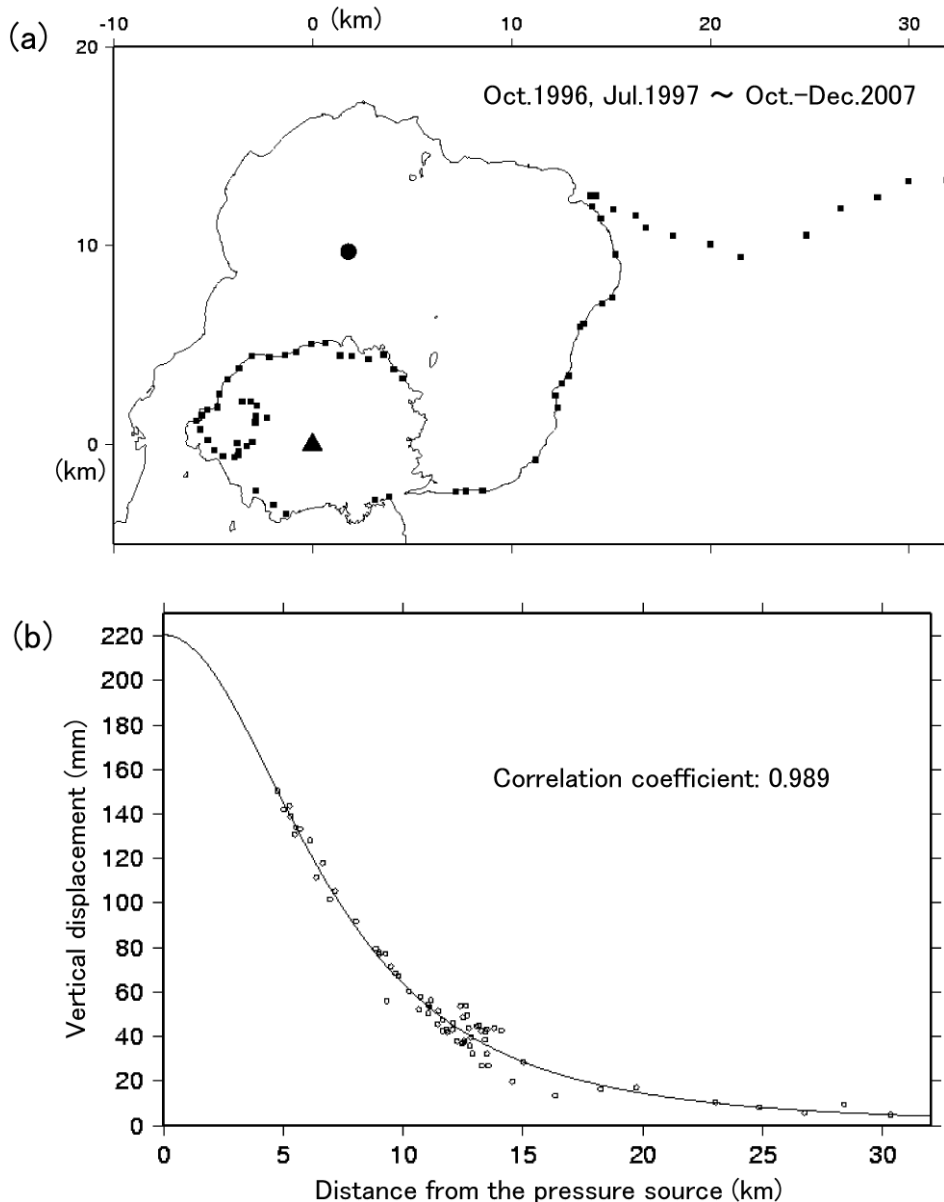 (a)
-10 0 (km) 10 20 30
20
Oct.1996, Jul.1997 ～ Oct.-Dec.2007
10
0
(km)
(b)
220
200
180
160
Correlation coefficient: 0.989
140
120
100
80
60
40
20
0
Vertical displacement (mm)
0 5 10 15 20 25 30
Distance from the pressure source (km)